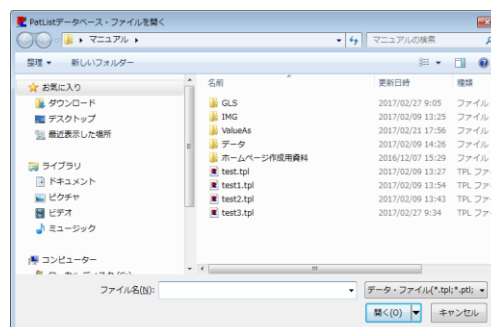 PatListデータベース・ファイルを開く
マニュアル
マニュアルの検索
整理 新しいフォルダー
お気に入り
ダウンロード
デスクトップ
最近表示した場所
ライブラリ
ドキュメント
ピクチャ
ビデオ
ミュージック
コンピューター
名前 更新日時 種類
GLS 2017/02/27 9:05 ファイル
IMG 2017/02/09 13:25 ファイル
ValueAs 2017/02/21 17:56 ファイル
データ 2017/02/09 14:26 ファイル
ホームページ作成用資料 2016/12/07 15:29 ファイル
test.tpl 2017/02/09 13:27 TPL ファ
test1.tpl 2017/02/09 13:54 TPL ファ
test2.tpl 2017/02/09 13:43 TPL ファ
test3.tpl 2017/02/27 9:34 TPL ファ
ファイル名(N):
データ・ファイル(*.tpl;*.ptl;
開く(O) キャンセル